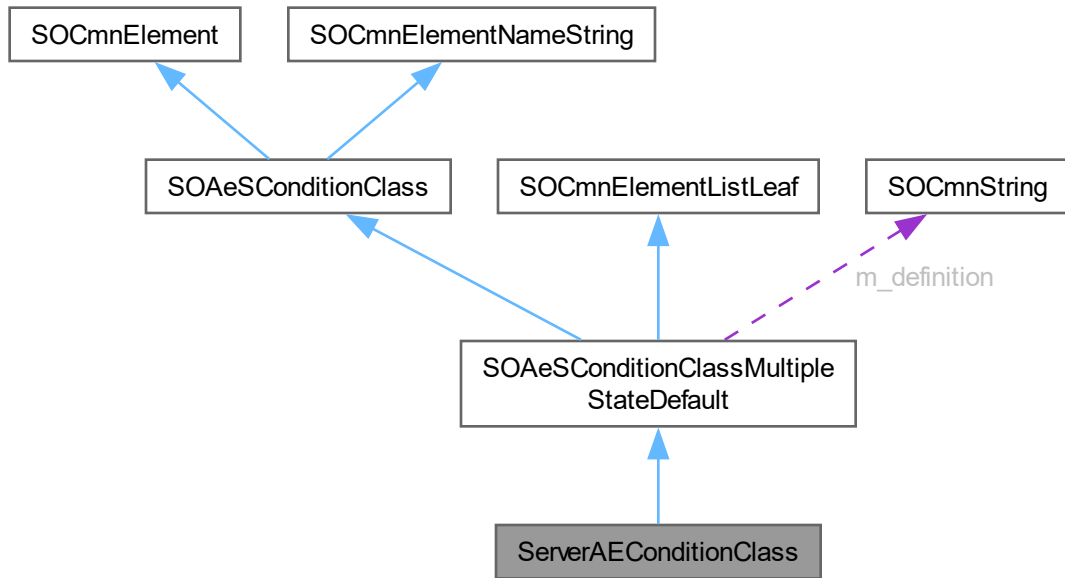 SOCmnElement
SOCmnElementNameString
SOAeSConditionClass
SOCmnElementListLeaf
SOCmnString
m_definition
SOAeSConditionClassMultiple
StateDefault
ServerAEConditionClass